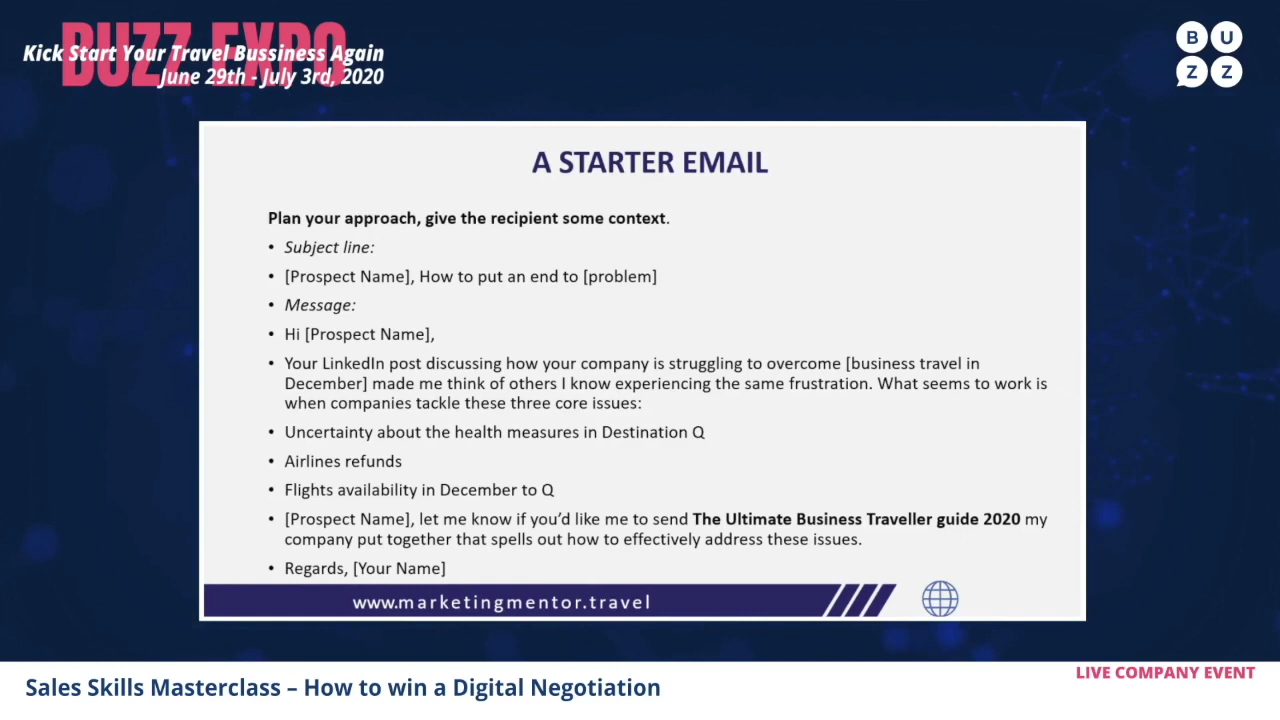 BUZZ EXPO
Kick Start Your Travel Bussiness Again
June 29th - July 3rd, 2020
B U
Z Z
A STARTER EMAIL
Plan your approach, give the recipient some context.
• Subject line:
• [Prospect Name], How to put an end to [problem]
• Message:
• Hi [Prospect Name],
• Your LinkedIn post discussing how your company is struggling to overcome [business travel in
December] made me think of others I know experiencing the same frustration. What seems to work is
when companies tackle these three core issues:
• Uncertainty about the health measures in Destination Q
• Airlines refunds
• Flights availability in December to Q
• [Prospect Name], let me know if you’d like me to send The Ultimate Business Traveller guide 2020 my
company put together that spells out how to effectively address these issues.
• Regards, [Your Name]
www.marketingmentor.travel
LIVE COMPANY EVENT
Sales Skills Masterclass – How to win a Digital Negotiation